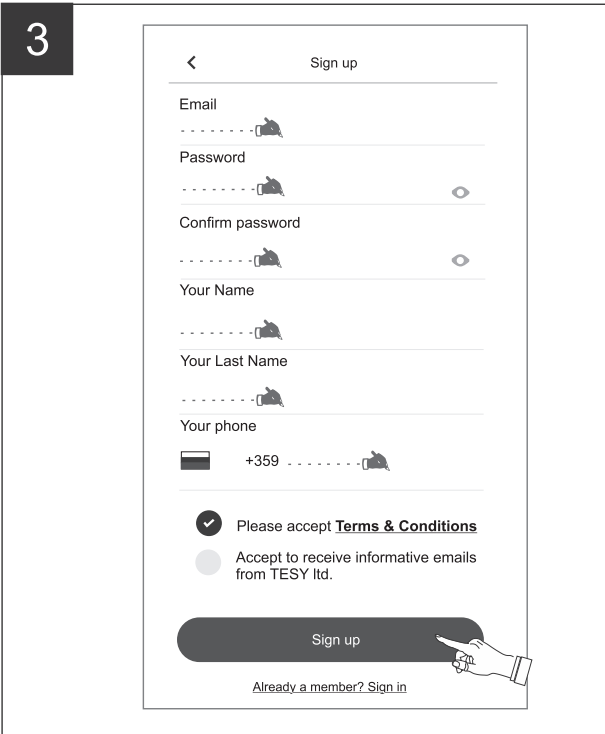 3
Sign up
Email
Password
Confirm password
Your Name
Your Last Name
Your phone
+359
Please accept Terms & Conditions
Accept to receive informative emails
from TESY ltd.
Sign up
Already a member? Sign in